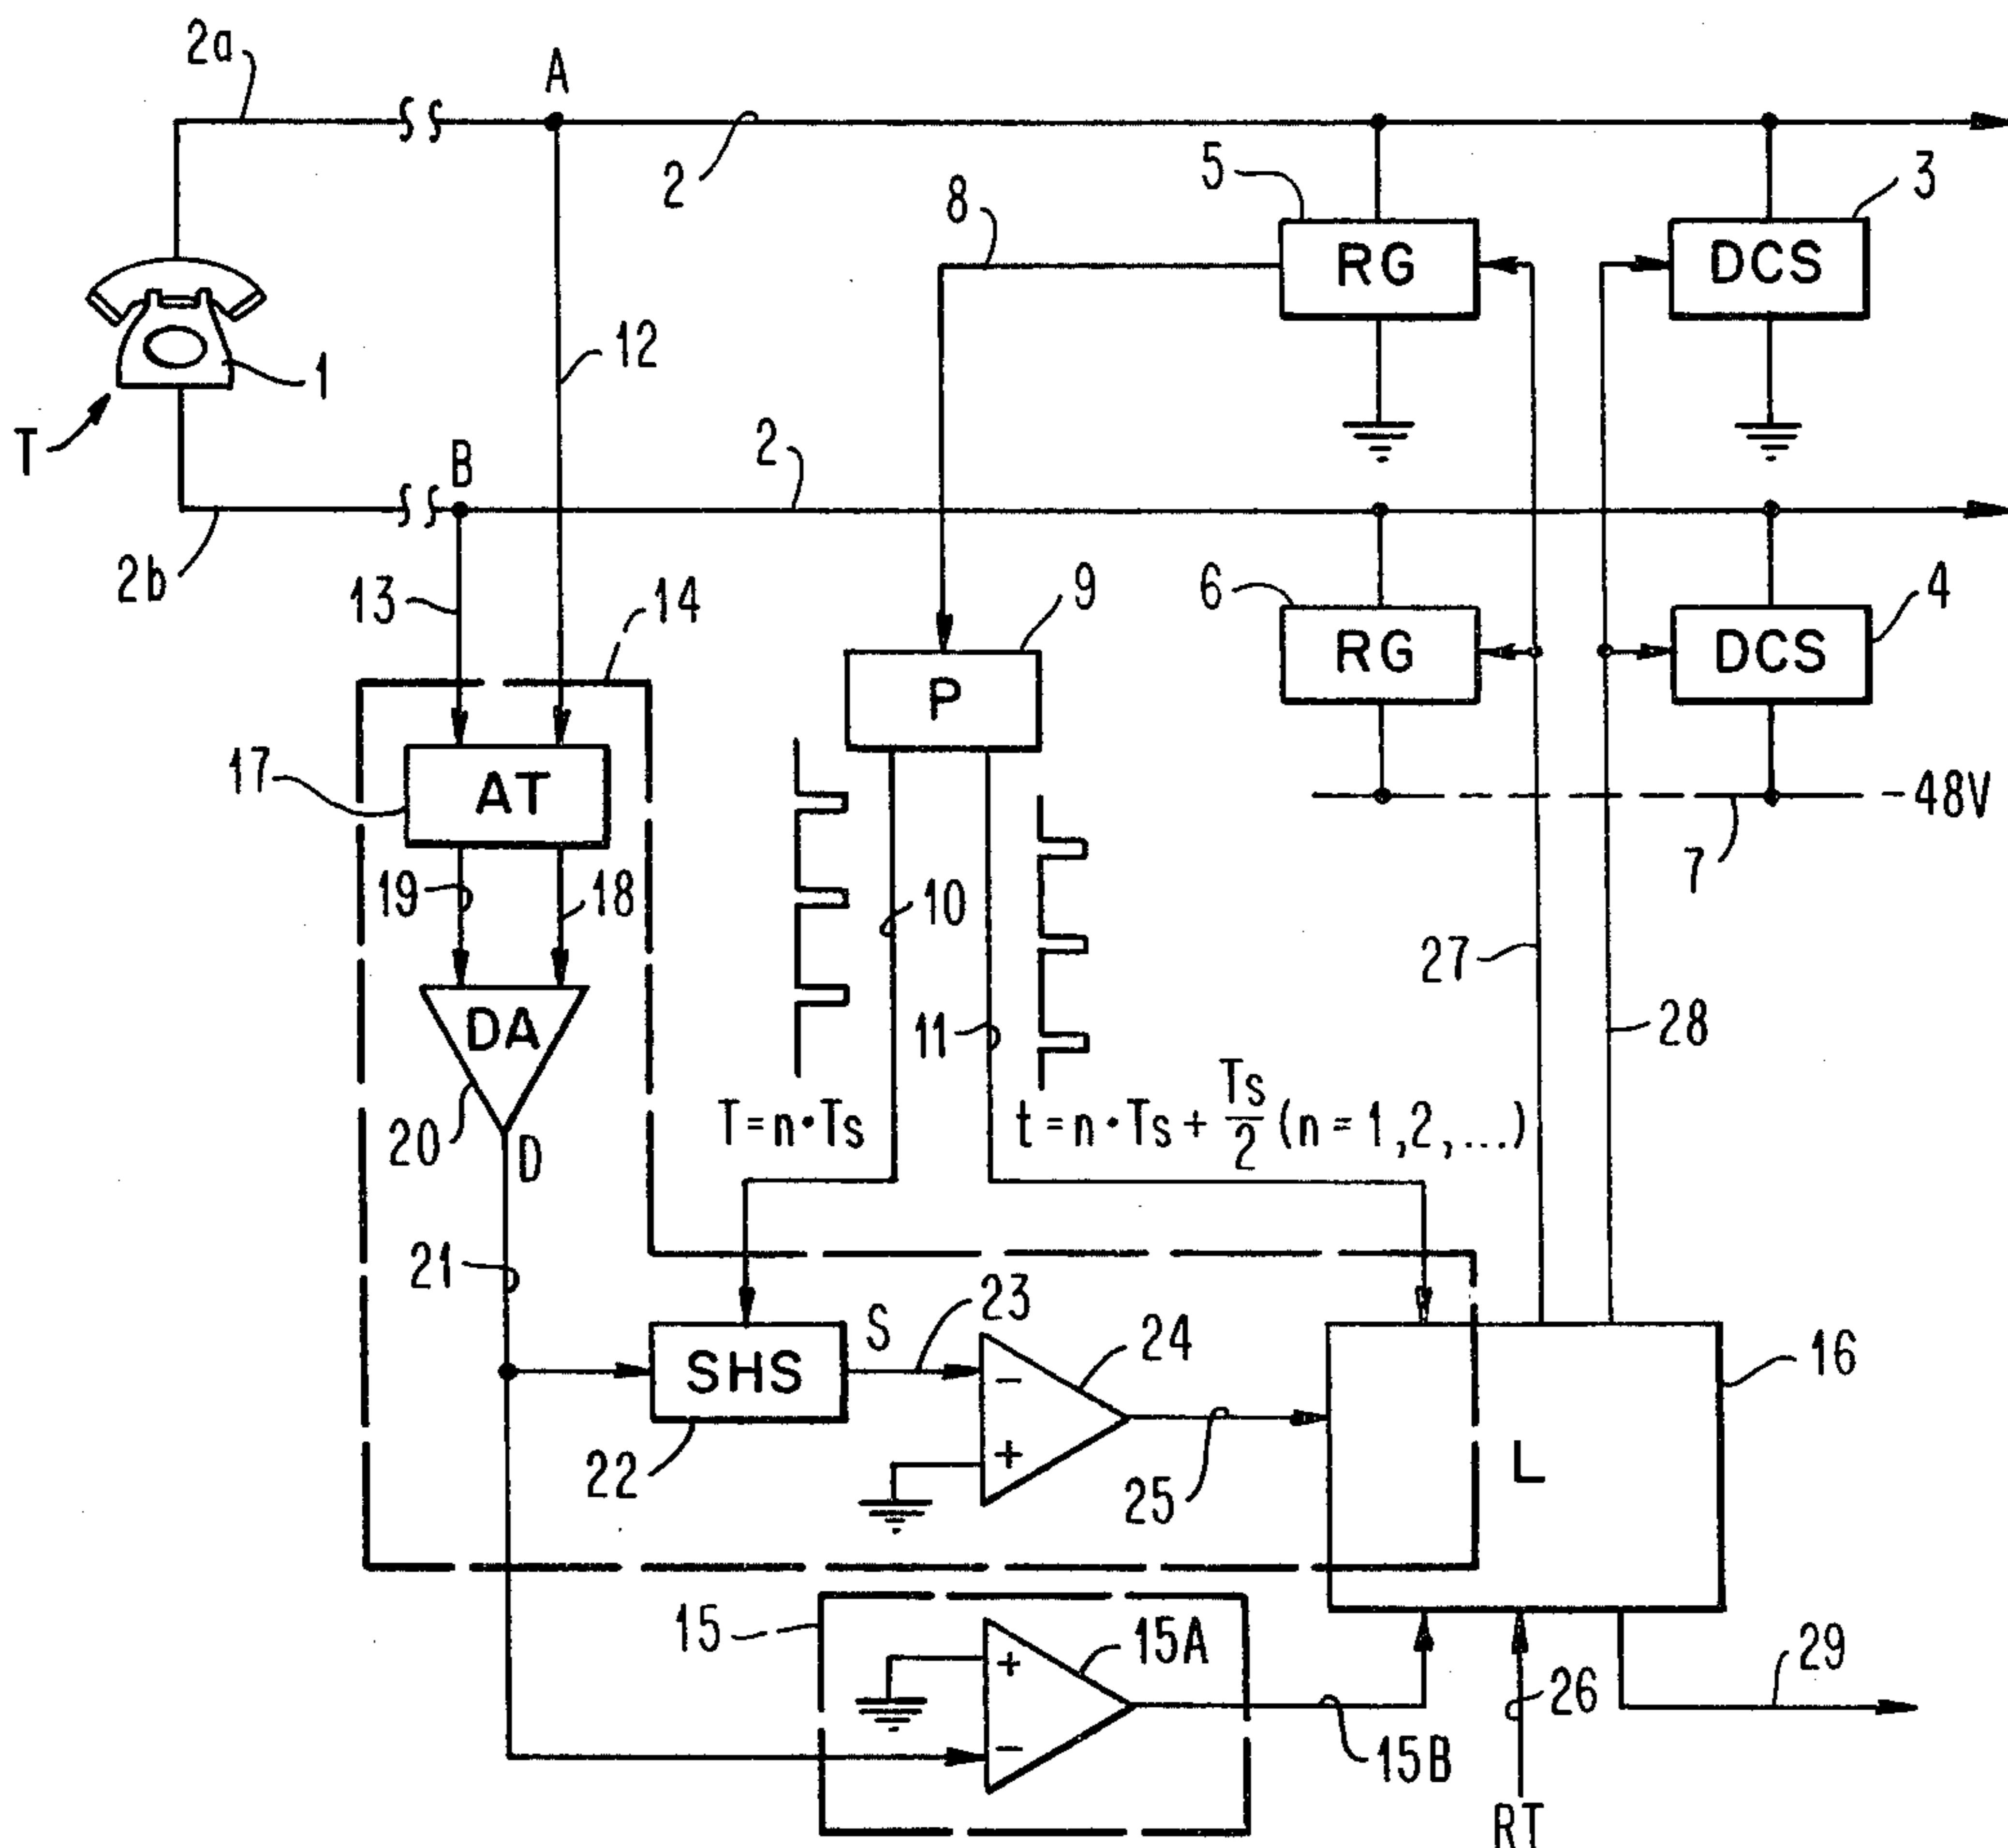 2a
A
2
5
3
8
RG
DCS
12
1
T
B
2
2b
13
14
9
6
4
RG
DCS
P
17
AT
-48V
7
19
18
10
27
DA
11
28
20
D
T=n·Ts
t=n·Ts+Ts/2(n=1,2,...)
21
S
23
24
16
SHS
-
+
22
25
L
15
15A
+
-
29
26
15B
RT